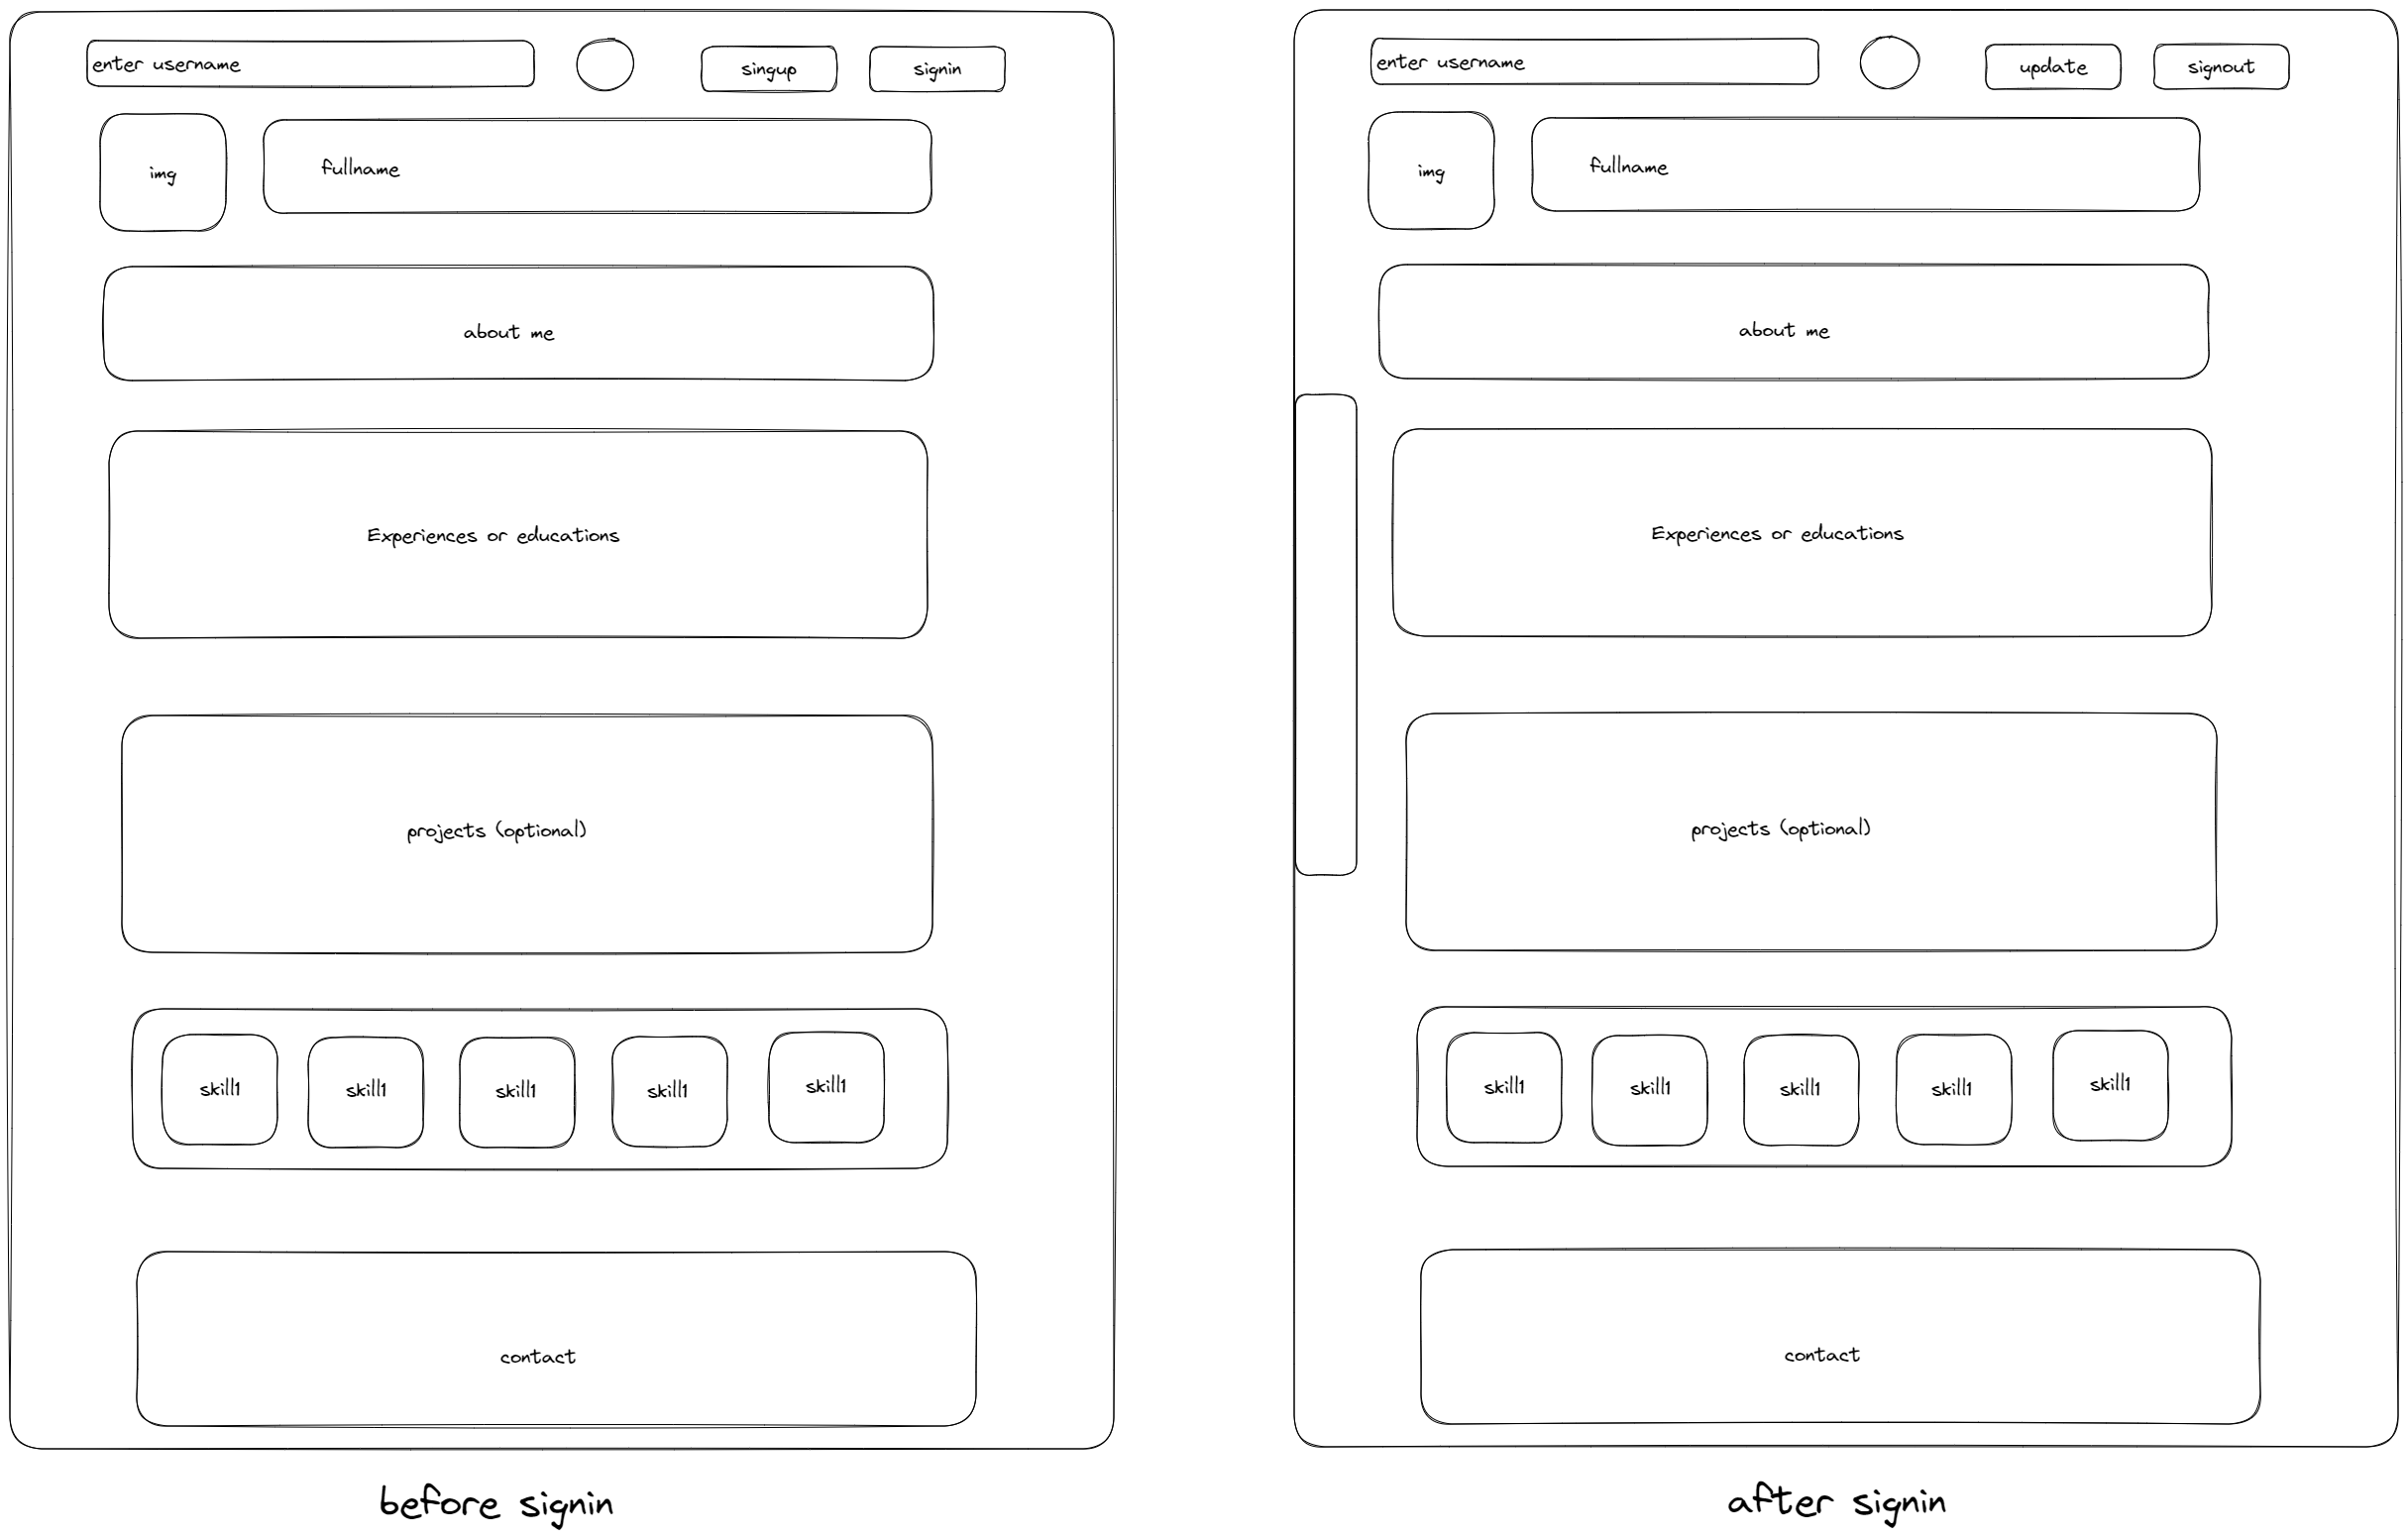 enter username
singup
signin
img
fullname
about me
Experiences or educations
projects (optional)
skill1
skill1
skill1
skill1
skill1
contact
before signin
enter username
update
signout
img
fullname
about me
Experiences or educations
projects (optional)
skill1
skill1
skill1
skill1
skill1
contact
after signin